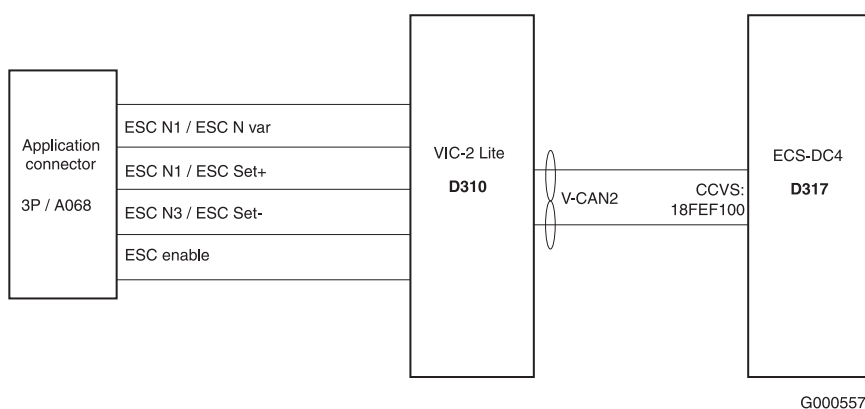 Application
connector
3P / A068
ESC N1 / ESC N var
ESC N1 / ESC Set+
ESC N3 / ESC Set-
ESC enable
VIC-2 Lite
D310
V-CAN2
CCVS:
18FEF100
ECS-DC4
D317
G000557